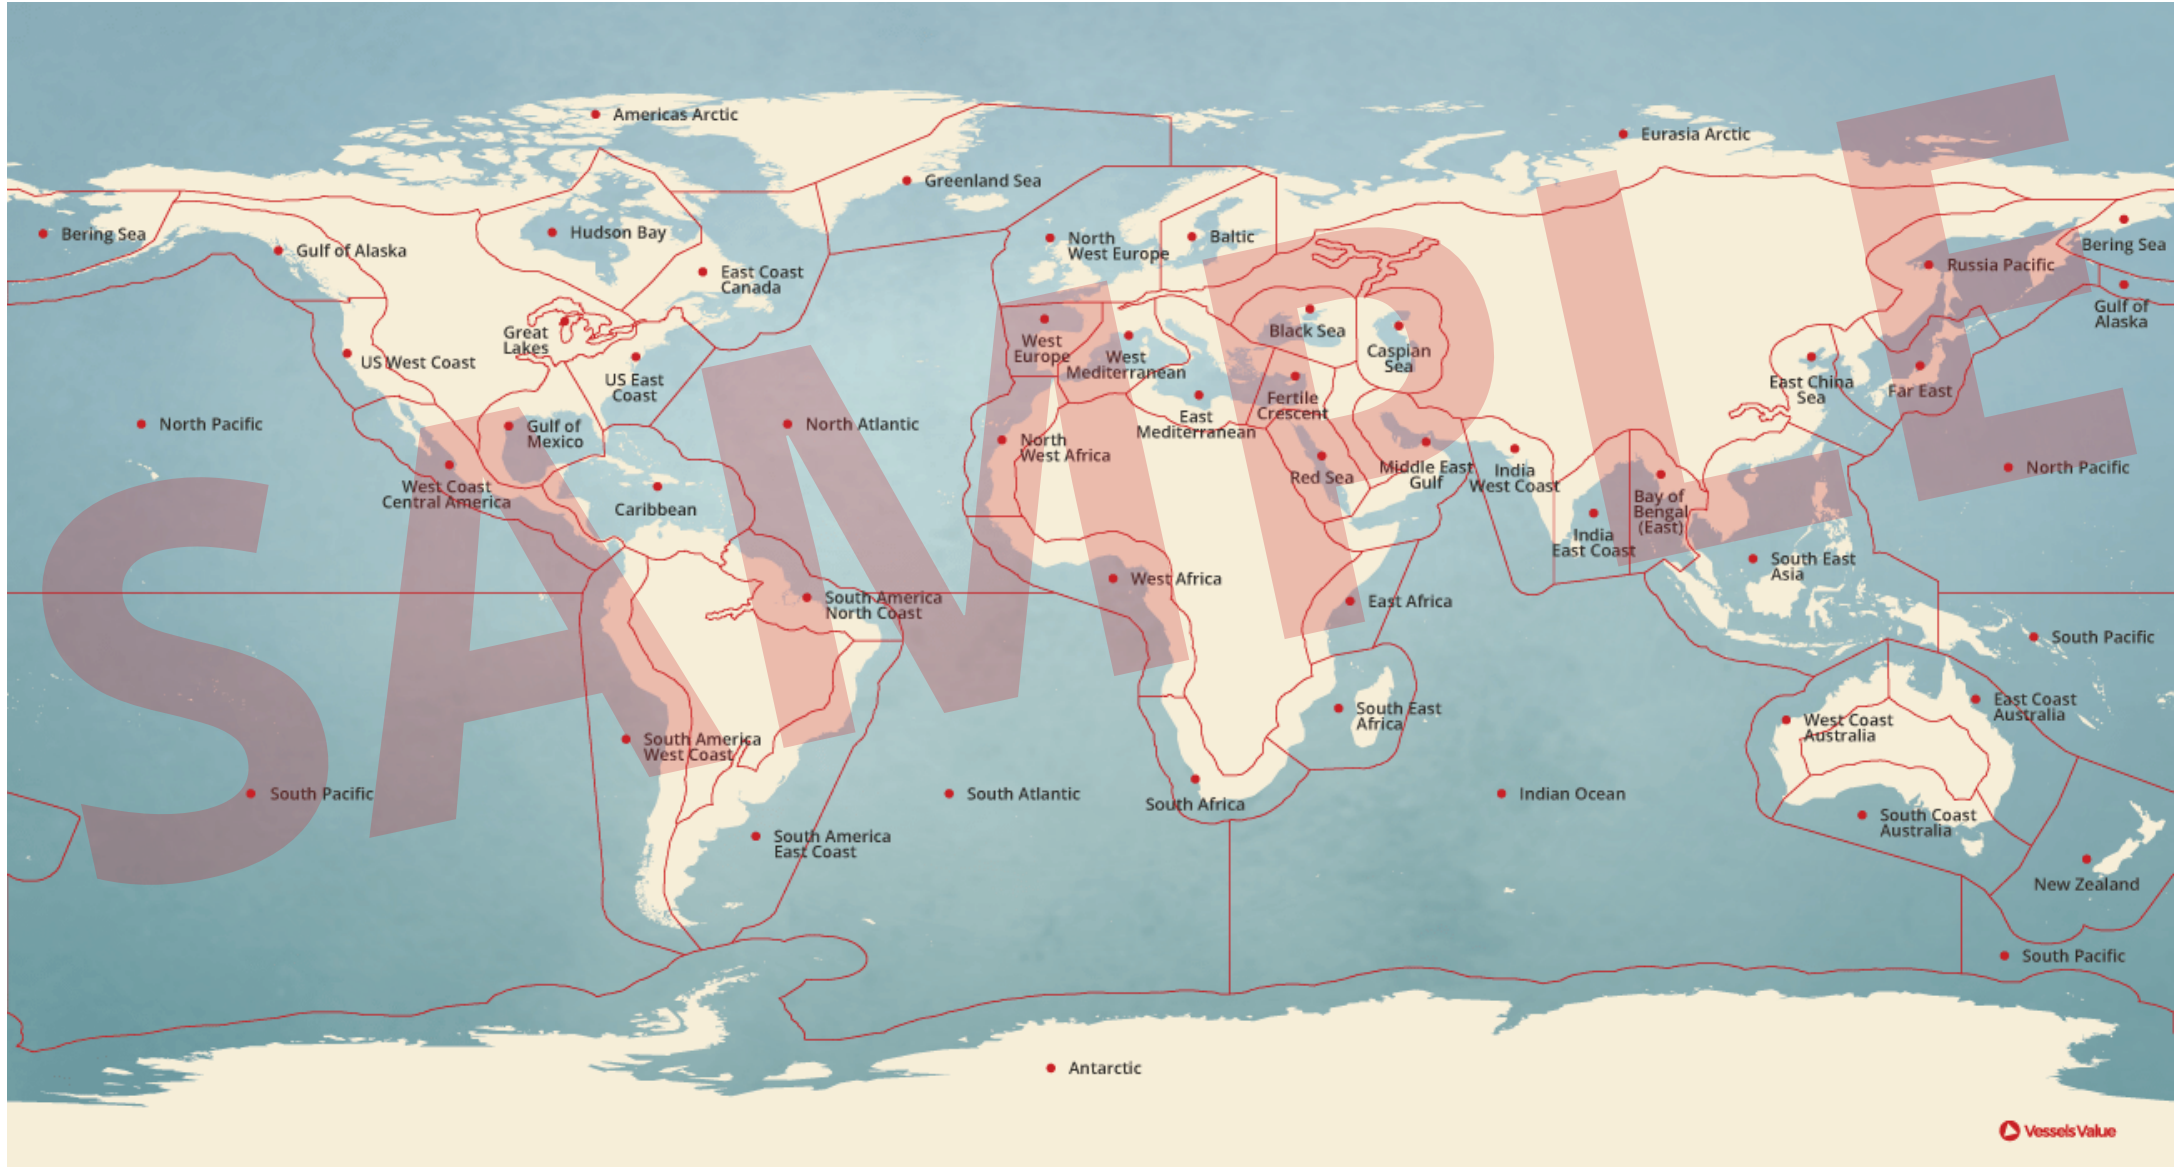 Americas Arctic
Eurasia Arctic
Greenland Sea
Bering Sea
Gulf of Alaska
Hudson Bay
East Coast
Canada
North
West Europe
Baltic
Bering Sea
Russia Pacific
Gulf of
Alaska
Great
Lakes
US West Coast
US East
Coast
West
Europe
West
Mediterranean
Black Sea
Caspian
Sea
East China
Sea
Far East
North Pacific
Gulf of
Mexico
North Atlantic
North
West Africa
East
Mediterranean
Fertile
Crescent
Red Sea
Middle East
Gulf
India
West Coast
Bay of
Bengal
(East)
North Pacific
West Coast
Central America
Caribbean
India
East Coast
South East
Asia
West Africa
South America
North Coast
East Africa
South Pacific
South America
West Coast
South East
Africa
West Coast
Australia
East Coast
Australia
South Pacific
South Atlantic
South Africa
Indian Ocean
South Coast
Australia
South America
East Coast
New Zealand
South Pacific
Antarctic
VesselsValue
SAMPLE